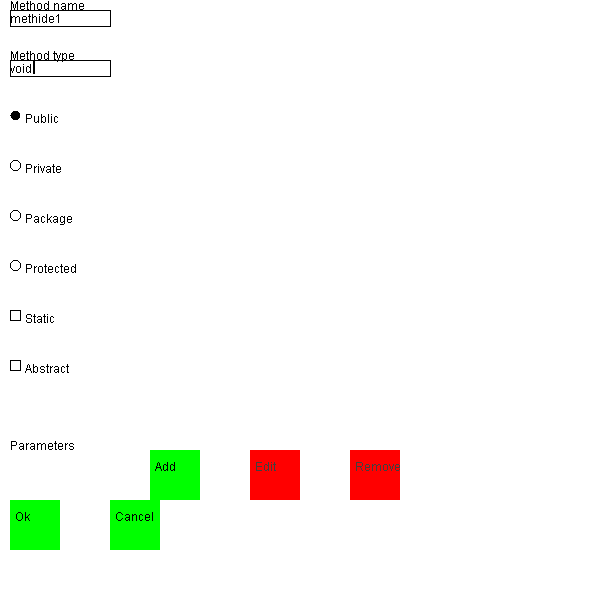 Method name
methide1
Method type
void
Public
Private
Package
Protected
Static
Abstract
Parameters
Add Edit Remove
Ok Cancel